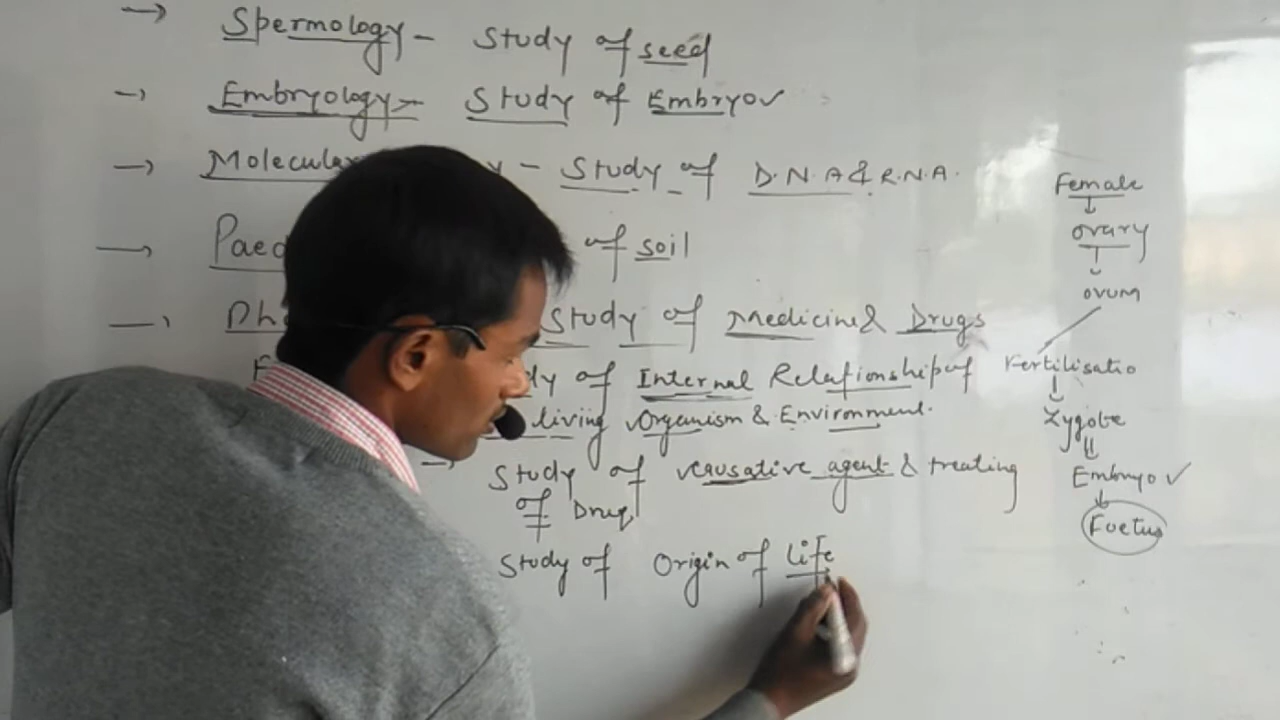 → Spermology - Study of seed
→ Embryology - Study of Embryo ✓
→ Molecular - Study of D.N.A & R.N.A.
→ of soil
→ Study of Medicine & Drugs
of Internal Relationship of
living Organism & Environment.
→ Study of causative agent & treating
of Drug
Study of Origin of life
Female
↓
ovary
↓
ovum
Fertilisatio
↓
Zygote
⇓
Embryo ✓
↓
Foetus